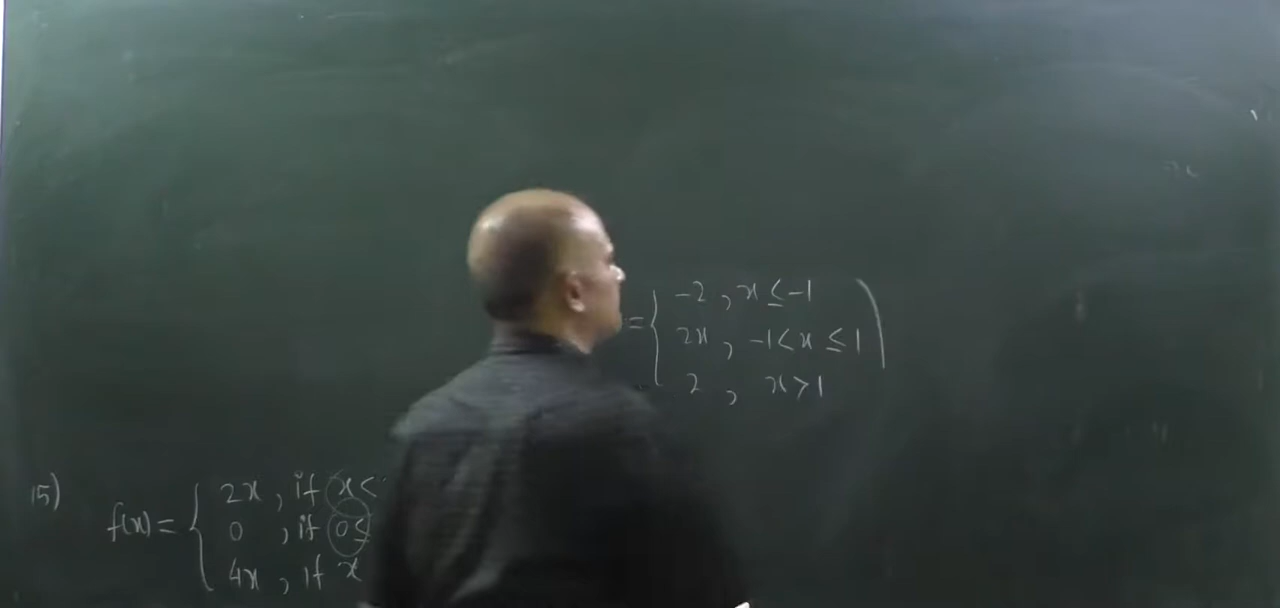 = { -2 , x ≤ -1
2x , -1 < x ≤ 1
2 , x > 1
15)
f(x) = { 2x , if x <
0 , if 0 ≤
4x , if x